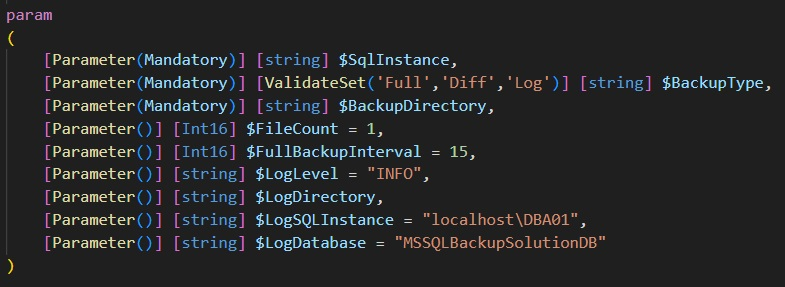 param
(
    [Parameter(Mandatory)] [string] $SqlInstance,
    [Parameter(Mandatory)] [ValidateSet('Full','Diff','Log')] [string] $BackupType,
    [Parameter(Mandatory)] [string] $BackupDirectory,
    [Parameter()] [Int16] $FileCount = 1,
    [Parameter()] [Int16] $FullBackupInterval = 15,
    [Parameter()] [string] $LogLevel = "INFO",
    [Parameter()] [string] $LogDirectory,
    [Parameter()] [string] $LogSQLInstance = "localhost\DBA01",
    [Parameter()] [string] $LogDatabase = "MSSQLBackupSolutionDB"
)